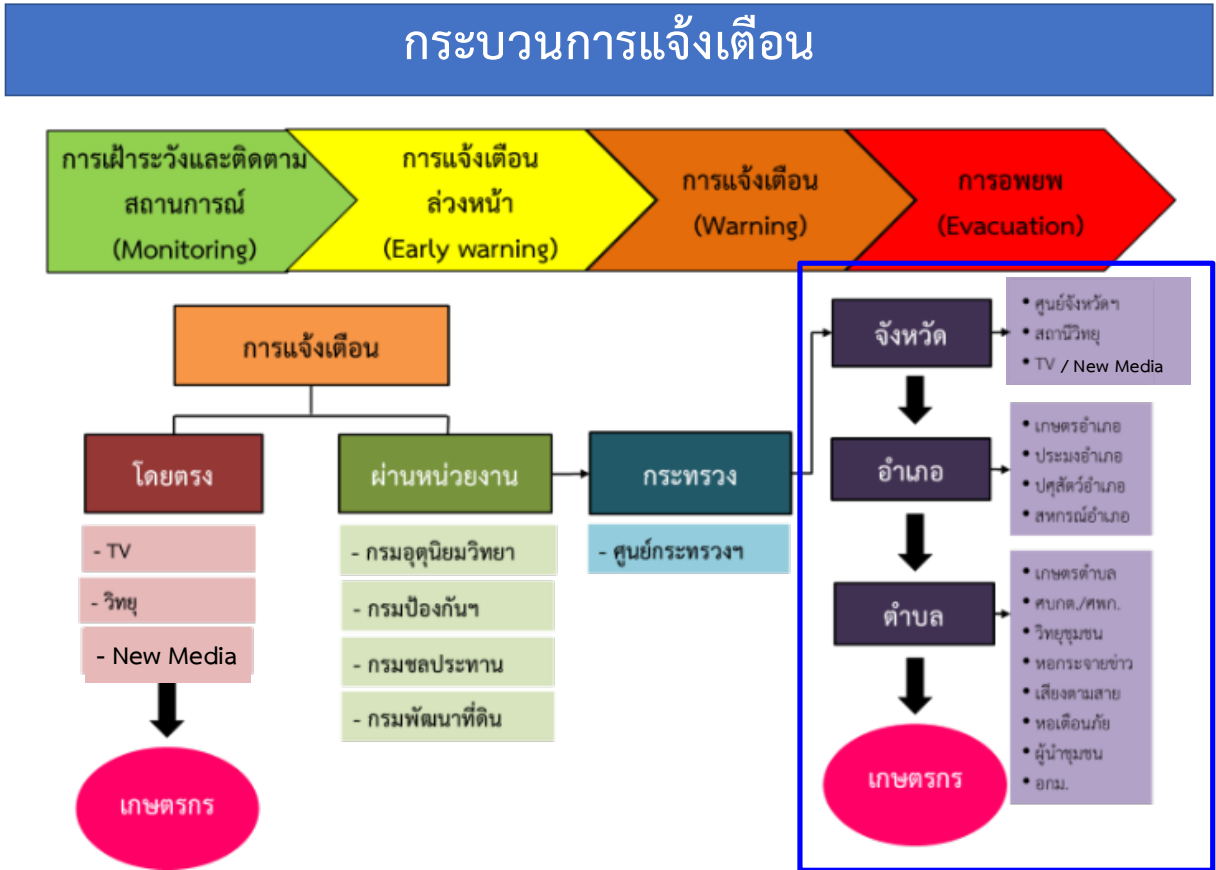 กระบวนการแจ้งเตือน
การเฝ้าระวังและติดตาม
สถานการณ์
(Monitoring)
การแจ้งเตือน
ล่วงหน้า
(Early warning)
การแจ้งเตือน
(Warning)
การอพยพ
(Evacuation)
การแจ้งเตือน
โดยตรง
- TV
- วิทยุ
- New Media
เกษตรกร
ผ่านหน่วยงาน
- กรมอุตุนิยมวิทยา
- กรมป้องกันฯ
- กรมชลประทาน
- กรมพัฒนาที่ดิน
กระทรวง
- ศูนย์กระทรวงฯ
จังหวัด
• ศูนย์จังหวัดฯ
• สถานีวิทยุ
• TV / New Media
อำเภอ
• เกษตรอำเภอ
• ประมงอำเภอ
• ปศุสัตว์อำเภอ
• สหกรณ์อำเภอ
ตำบล
• เกษตรตำบล
• ศบกต./ศพก.
• วิทยุชุมชน
• หอกระจายข่าว
• เสียงตามสาย
• หอเตือนภัย
• ผู้นำชุมชน
• อกม.
เกษตรกร